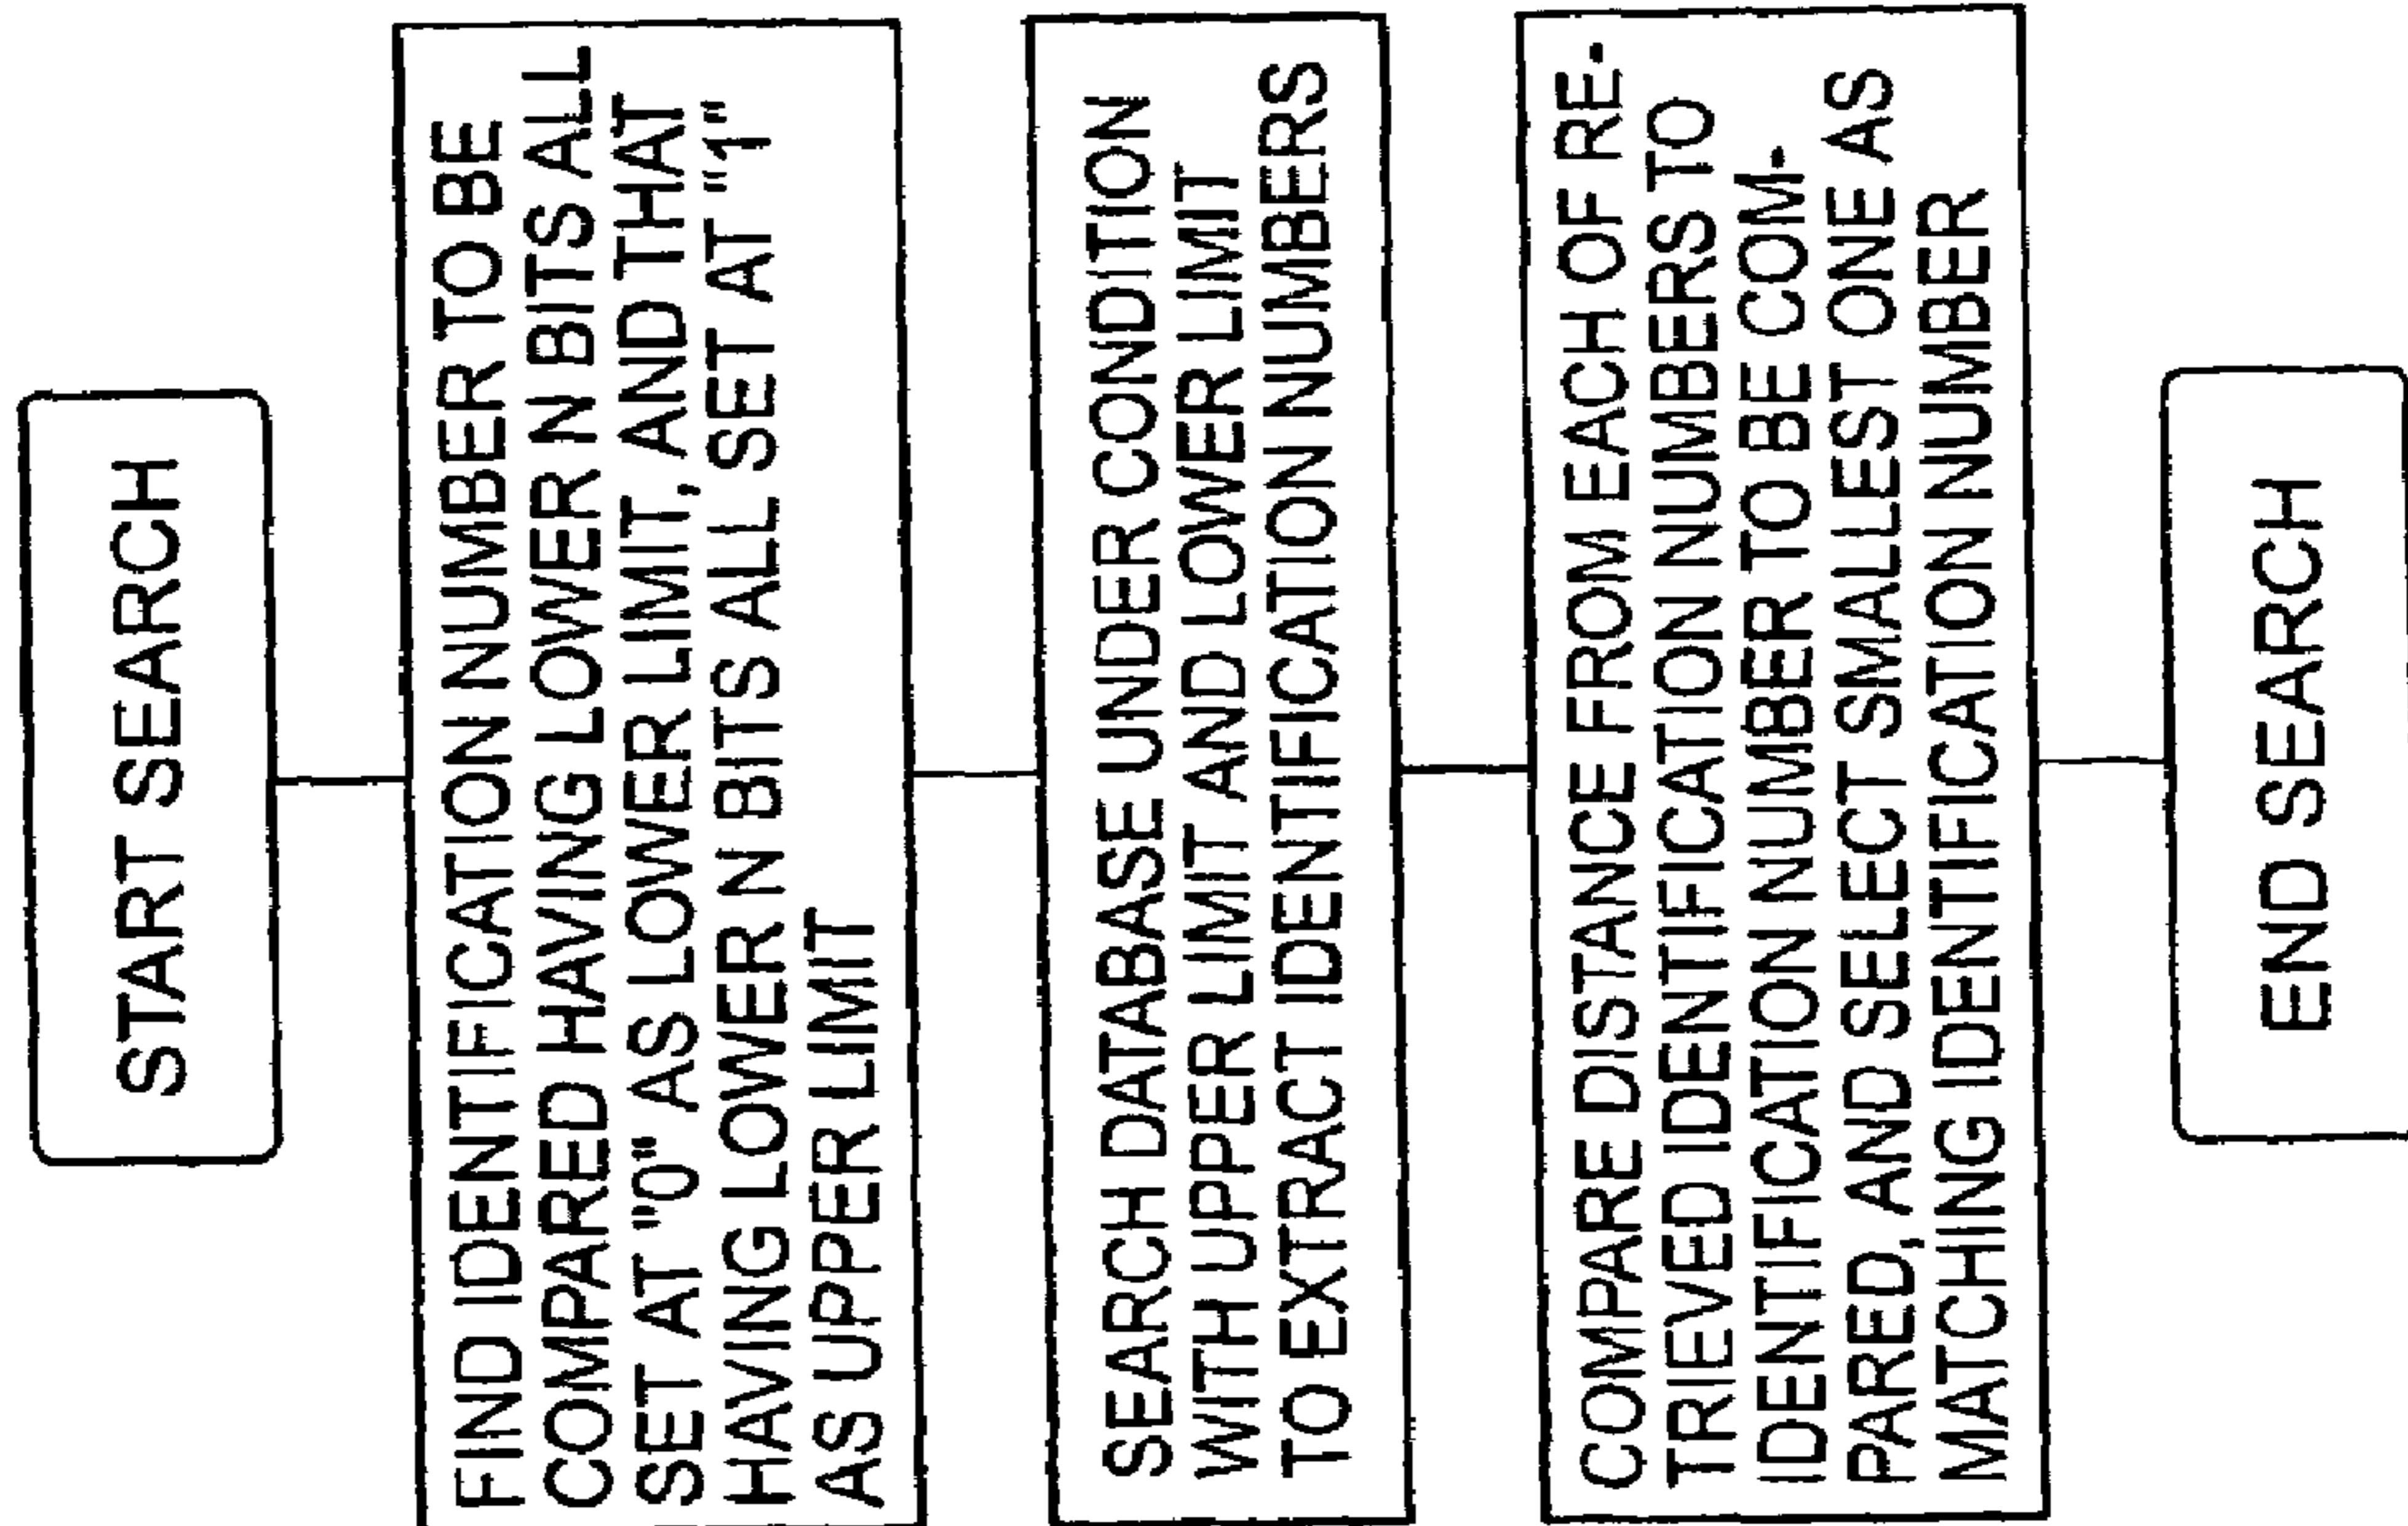 START SEARCH
FIND IDENTIFICATION NUMBER TO BE
COMPARED HAVING LOWER N BITS ALL
SET AT "0" AS LOWER LIMIT, AND THAT
HAVING LOWER N BITS ALL SET AT "1"
AS UPPER LIMIT
SEARCH DATABASE UNDER CONDITION
WITH UPPER LIMIT AND LOWER LIMIT
TO EXTRACT IDENTIFICATION NUMBERS
COMPARE DISTANCE FROM EACH OF RE-
TRIEVED IDENTIFICATION NUMBERS TO
IDENTIFICATION NUMBER TO BE COM-
PARED, AND SELECT SMALLEST ONE AS
MATCHING IDENTIFICATION NUMBER
END SEARCH